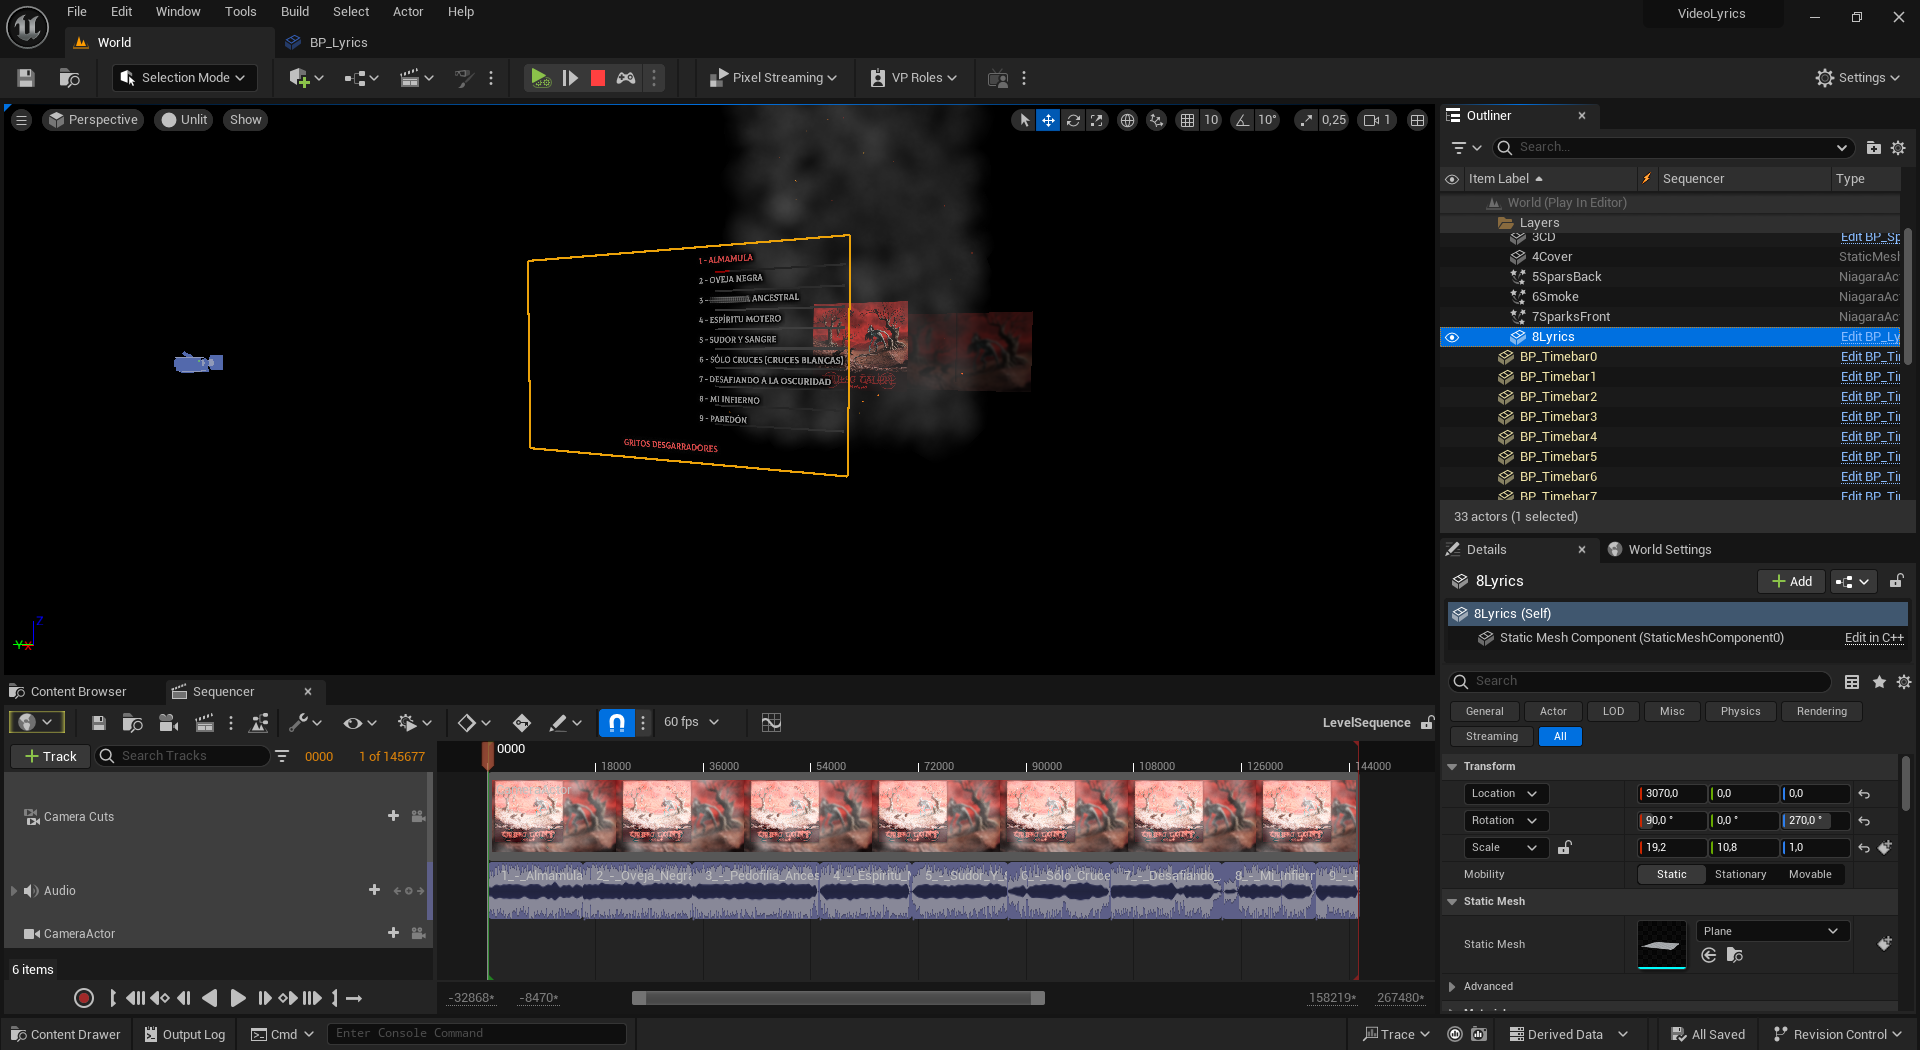 File Edit Window Tools Build Select Actor Help
VideoLyrics
World
BP_Lyrics
Selection Mode
Pixel Streaming
VP Roles
Settings
Perspective
Unlit
Show
10
10°
0,25
1
1 - ALMAMULA
2 - OVEJA NEGRA
3 - ANCESTRAL
4 - ESPÍRITU MOTERO
5 - SUDOR Y SANGRE
6 - SÓLO CRUCES (CRUCES BLANCAS)
7 - DESAFIANDO A LA OSCURIDAD
8 - MI INFIERNO
9 - PAREDÓN
GRITOS DESGARRADORES
Z
Y
X
Outliner
Search...
Item Label
Sequencer
Type
World (Play In Editor)
Layers
3CD Edit BP_Sp
4Cover StaticMesh
5SparsBack NiagaraAc
6Smoke NiagaraAc
7SparksFront NiagaraAc
8Lyrics Edit BP_Ly
BP_Timebar0 Edit BP_Ti
BP_Timebar1 Edit BP_Ti
BP_Timebar2 Edit BP_Ti
BP_Timebar3 Edit BP_Ti
BP_Timebar4 Edit BP_Ti
BP_Timebar5 Edit BP_Ti
BP_Timebar6 Edit BP_Ti
BP_Timebar7 Edit BP_Ti
33 actors (1 selected)
Details
World Settings
8Lyrics
Add
8Lyrics (Self)
Static Mesh Component (StaticMeshComponent0)
Edit in C++
Search
General Actor LOD Misc Physics Rendering
Streaming All
Transform
Location 3070,0 0,0 0,0
Rotation 90,0 ° 0,0 ° 270,0 °
Scale 19,2 10,8 1,0
Mobility Static Stationary Movable
Static Mesh
Static Mesh
Plane
Advanced
Content Browser
Sequencer
60 fps
LevelSequence
Track
Search Tracks
0000
1 of 145677
0000
18000 36000 54000 72000 90000 108000 126000 144000
Camera Cuts
Audio
1_-_Almamula 2_-_Oveja_Negra 3_-_Pedofilia_Ances 4_-_Espiritu_ 5_-_Sudor_Y_ 6_-_Solo_Cruce 7_-_Desafiando_ 8_-_Mi_Infierr 9_-_
CameraActor
6 items
-32868*
-8470*
158219*
267480*
Content Drawer
Output Log
Cmd
Enter Console Command
Trace
Derived Data
All Saved
Revision Control